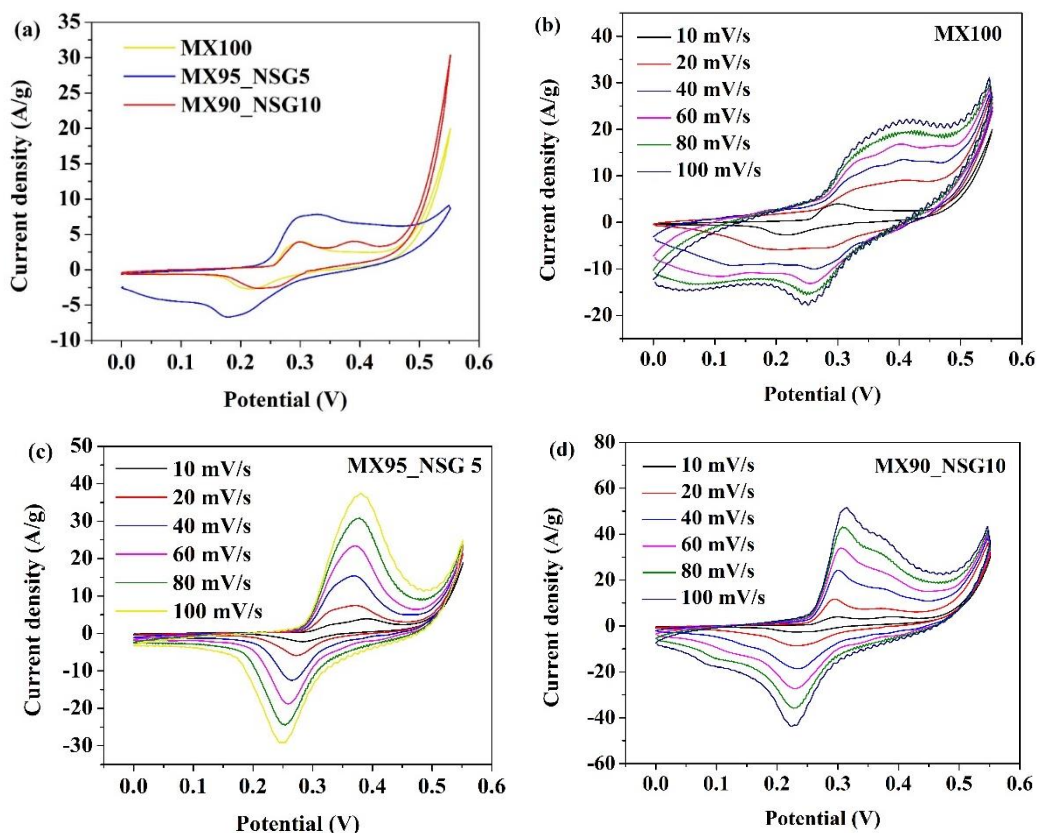 (a)
MX100
MX95_NSG5
MX90_NSG10
Current density (A/g)
35
30
25
20
15
10
5
0
-5
-10
0.0 0.1 0.2 0.3 0.4 0.5 0.6
Potential (V)
(b)
MX100
10 mV/s
20 mV/s
40 mV/s
60 mV/s
80 mV/s
100 mV/s
Current density (A/g)
40
30
20
10
0
-10
-20
0.0 0.1 0.2 0.3 0.4 0.5 0.6
Potential (V)
(c)
MX95_NSG 5
10 mV/s
20 mV/s
40 mV/s
60 mV/s
80 mV/s
100 mV/s
Current density (A/g)
50
40
30
20
10
0
-10
-20
-30
0.0 0.1 0.2 0.3 0.4 0.5 0.6
Potential (V)
(d)
MX90_NSG10
10 mV/s
20 mV/s
40 mV/s
60 mV/s
80 mV/s
100 mV/s
Current density (A/g)
80
60
40
20
0
-20
-40
-60
0.0 0.1 0.2 0.3 0.4 0.5 0.6
Potential (V)